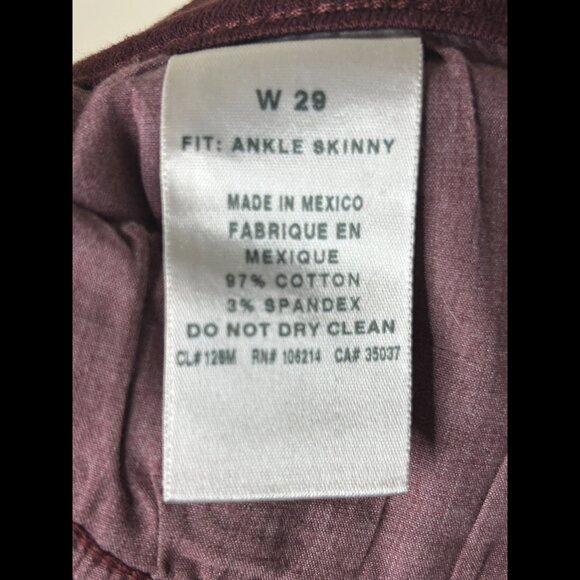 W 29
FIT: ANKLE SKINNY
MADE IN MEXICO
FABRIQUE EN
MEXIQUE
97% COTTON
3% SPANDEX
DO NOT DRY CLEAN
CL# 128M RN# 106214 CA# 35037